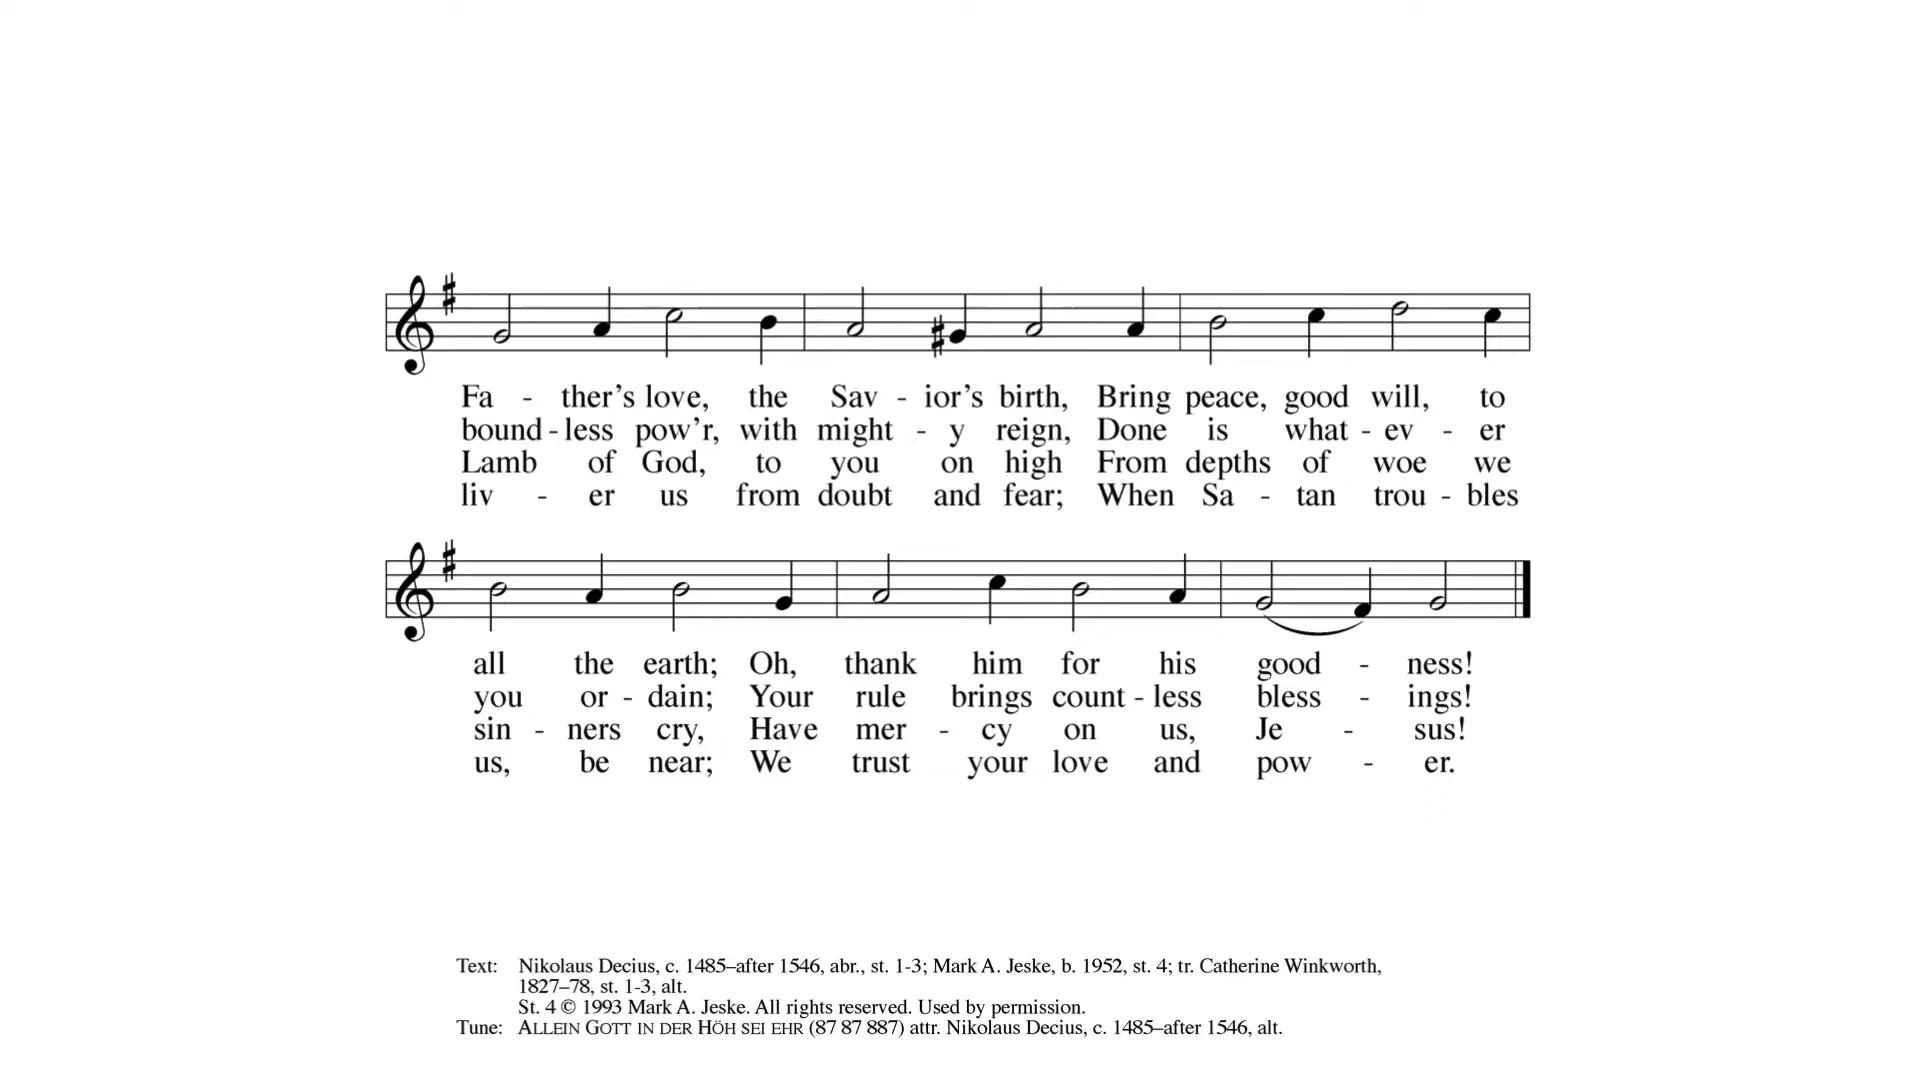 Fa - ther’s love, the Sav - ior’s birth, Bring peace, good will, to
bound - less pow’r, with might - y reign, Done is what - ev - er
Lamb of God, to you on high From depths of woe we
liv - er us from doubt and fear; When Sa - tan trou - bles
all the earth; Oh, thank him for his good - ness!
you or - dain; Your rule brings count - less bless - ings!
sin - ners cry, Have mer - cy on us, Je - sus!
us, be near; We trust your love and pow - er.
Text: Nikolaus Decius, c. 1485–after 1546, abr., st. 1-3; Mark A. Jeske, b. 1952, st. 4; tr. Catherine Winkworth,
1827–78, st. 1-3, alt.
St. 4 © 1993 Mark A. Jeske. All rights reserved. Used by permission.
Tune: ALLEIN GOTT IN DER HÖH SEI EHR (87 87 887) attr. Nikolaus Decius, c. 1485–after 1546, alt.